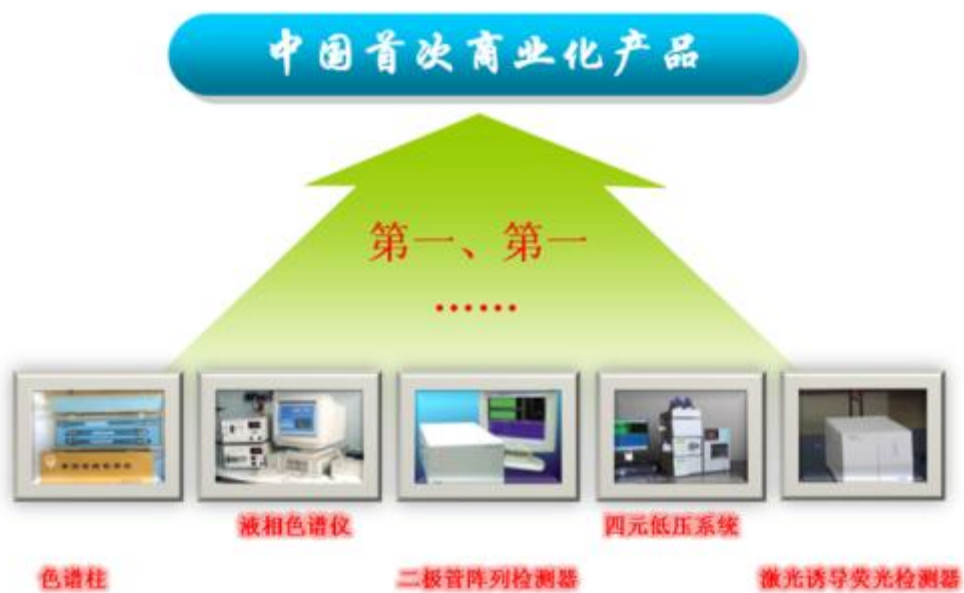 中国首次商业化产品
第一、第一
······
液相色谱仪
四元低压系统
色谱柱
二极管阵列检测器
激光诱导荧光检测器